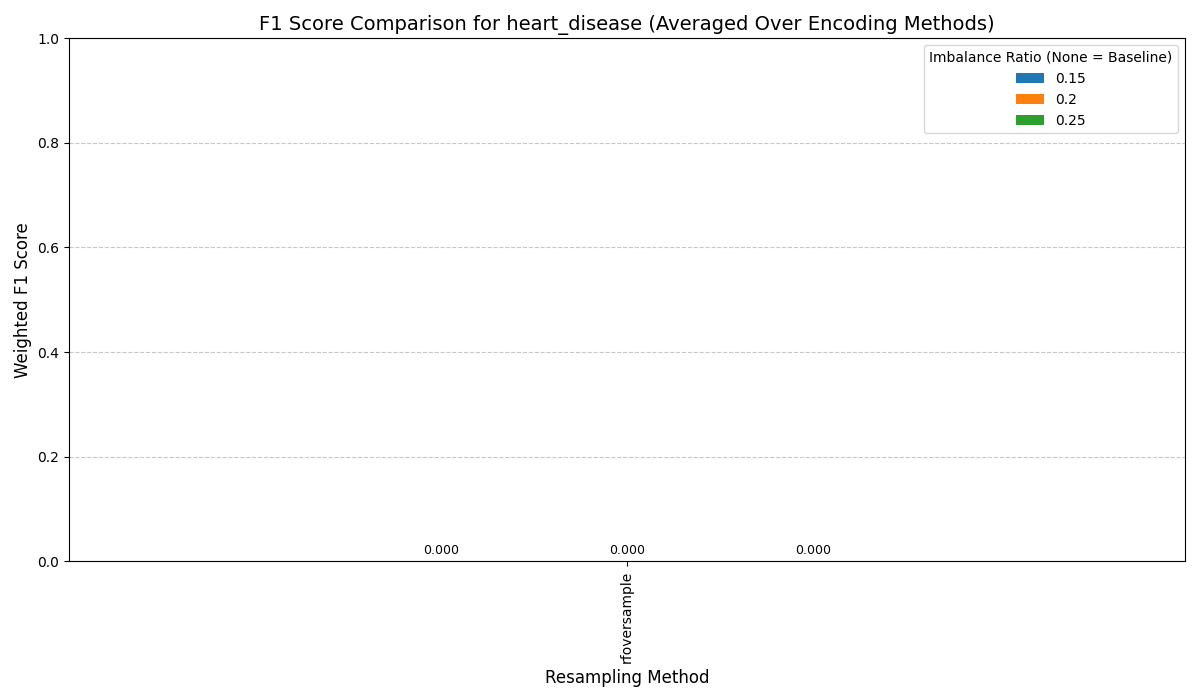 F1 Score Comparison for heart_disease (Averaged Over Encoding Methods)
Imbalance Ratio (None = Baseline)
0.15
0.2
0.25
Weighted F1 Score
1.0
0.8
0.6
0.4
0.2
0.0
0.000 0.000 0.000
rfoversample
Resampling Method